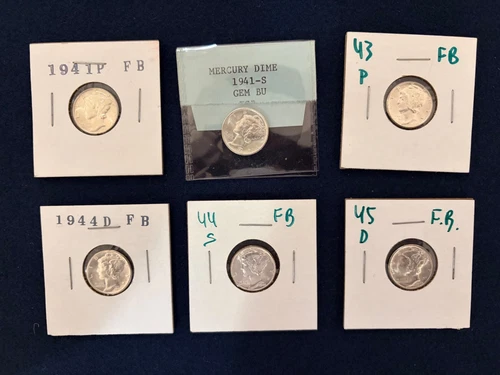 1941P FB
MERCURY DIME
1941-S
GEM BU
43 FB
P
1944D FB
44 FB
S
45 F.B.
D